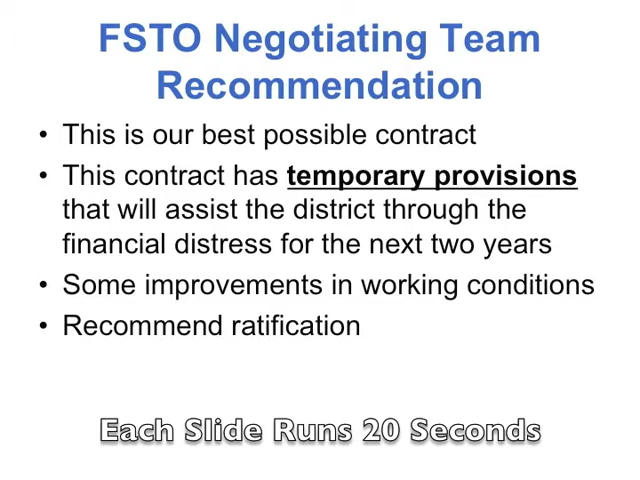 FSTO Negotiating Team
Recommendation
• This is our best possible contract
• This contract has temporary provisions
that will assist the district through the
financial distress for the next two years
• Some improvements in working conditions
• Recommend ratification
Each Slide Runs 20 Seconds